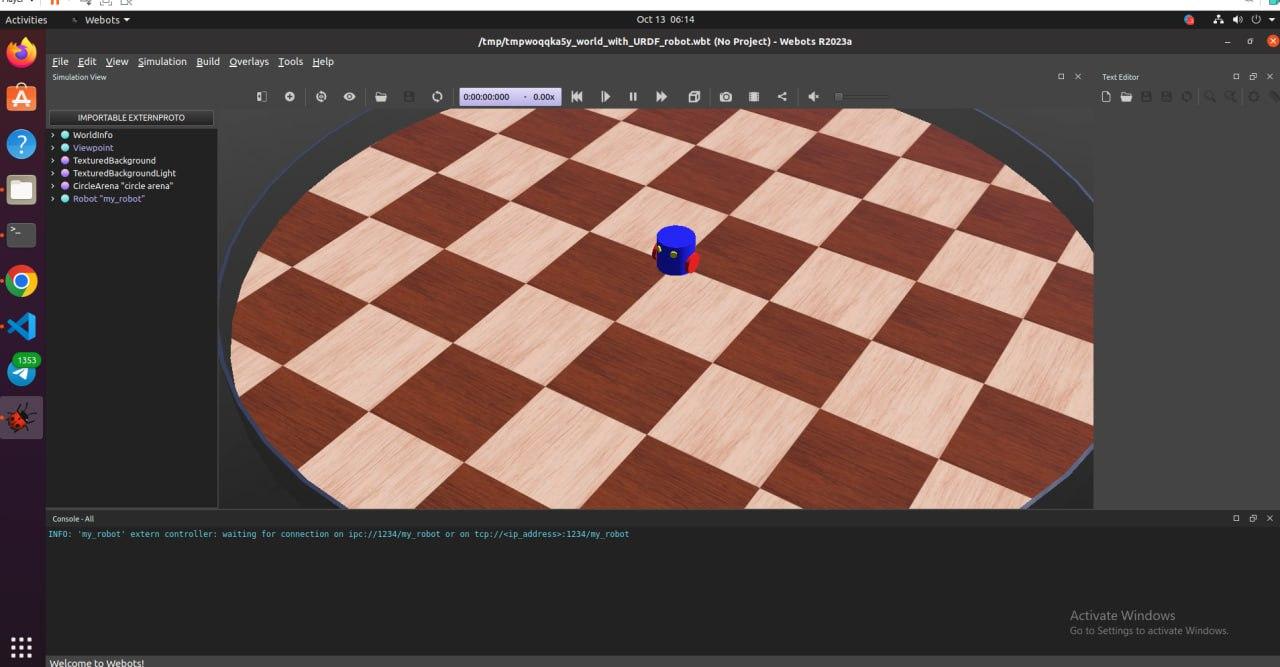 Player
Activities
Webots
Oct 13 06:14
/tmp/tmpwoqqka5y_world_with_URDF_robot.wbt (No Project) - Webots R2023a
File Edit View Simulation Build Overlays Tools Help
Simulation View
Text Editor
0:00:00:000 - 0.00x
IMPORTABLE EXTERNPROTO
WorldInfo
Viewpoint
TexturedBackground
TexturedBackgroundLight
CircleArena "circle arena"
Robot "my_robot"
1353
Console - All
INFO: 'my_robot' extern controller: waiting for connection on ipc://1234/my_robot or on tcp://<ip_address>:1234/my_robot
Activate Windows
Go to Settings to activate Windows.
Welcome to Webots!